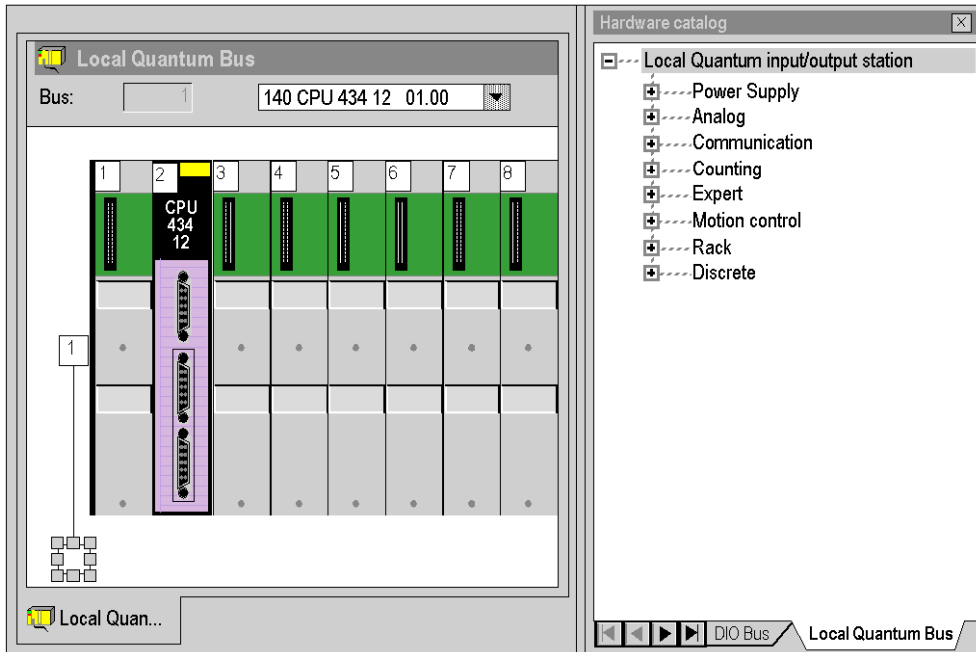 Local Quantum Bus
Bus: 1 140 CPU 434 12 01.00
1 2 3 4 5 6 7 8
CPU
434
12
1
Local Quan...
Hardware catalog
Local Quantum input/output station
Power Supply
Analog
Communication
Counting
Expert
Motion control
Rack
Discrete
DIO Bus Local Quantum Bus